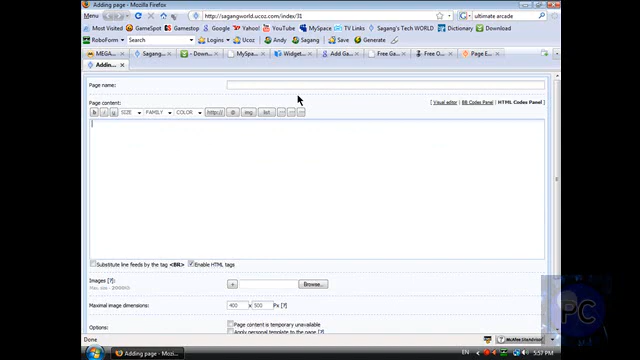 Adding page - Mozilla Firefox
Menu http://sagangworld.ucoz.com/index/31 ultimate arcade
Most Visited GameSpot Gamestop Google Yahoo! YouTube MySpace TV Links Sagang's Tech WORLD Dictionary Download
RoboForm Search Logins Ucoz Andy Sagang Save Generate
MEGA... Sagang... - Down... MySpa... Widget... Add Ga... Free Ga... Free O... Page E...
Adding...
Page name:
Page content: [ Visual editor ] [ BB Codes Panel ] [ HTML Codes Panel ]
b i u SIZE FAMILY COLOR http:// @ img list
Substitute line feeds by the tag <BR> Enable HTML tags
Images [?]: + Browse...
Maximal image dimensions: 400 x 500 Px [?]
Options: Page content is temporary unavailable
Apply personal template to the page [?]
Done McAfee SiteAdvisor
Adding page - Mozil... EN 5:57 PM
PC